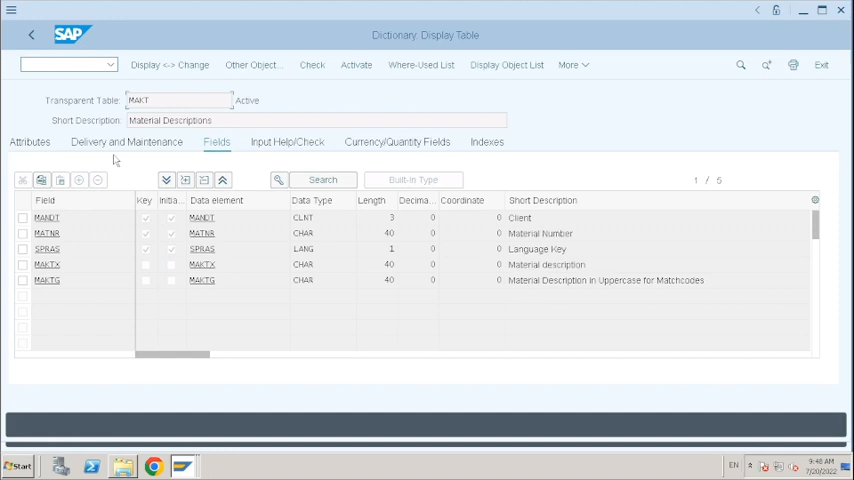 SAP
Dictionary: Display Table
Display <-> Change Other Object... Check Activate Where-Used List Display Object List More Exit
Transparent Table: MAKT Active
Short Description: Material Descriptions
Attributes Delivery and Maintenance Fields Input Help/Check Currency/Quantity Fields Indexes
Search Built-In Type 1 / 5
Field Key Initia... Data element Data Type Length Decima... Coordinate Short Description
MANDT MANDT CLNT 3 0 0 Client
MATNR MATNR CHAR 40 0 0 Material Number
SPRAS SPRAS LANG 1 0 0 Language Key
MAKTX MAKTX CHAR 40 0 0 Material description
MAKTG MAKTG CHAR 40 0 0 Material Description in Uppercase for Matchcodes
Start EN 9:48 AM
7/20/2022